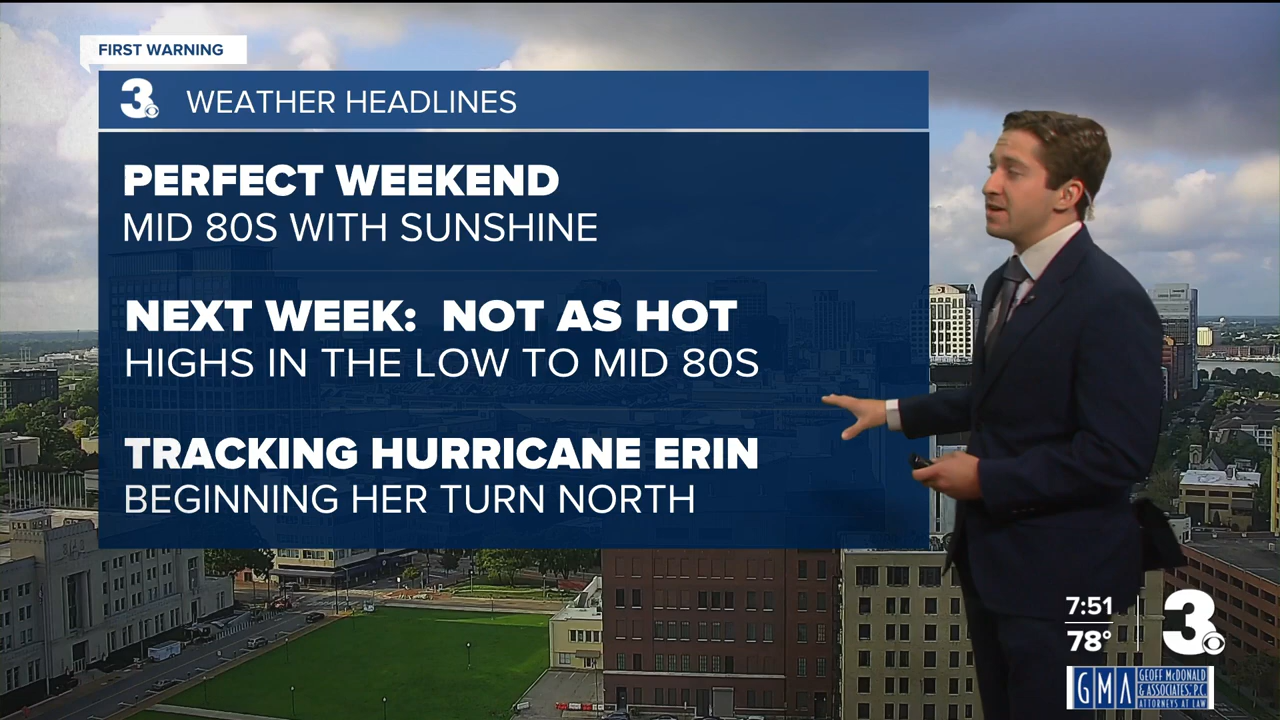 FIRST WARNING
3 WEATHER HEADLINES
PERFECT WEEKEND
MID 80S WITH SUNSHINE
NEXT WEEK: NOT AS HOT
HIGHS IN THE LOW TO MID 80S
TRACKING HURRICANE ERIN
BEGINNING HER TURN NORTH
7:51
78°
3
GMA
GEOFF McDONALD
& ASSOCIATES, P.C.
ATTORNEYS AT LAW